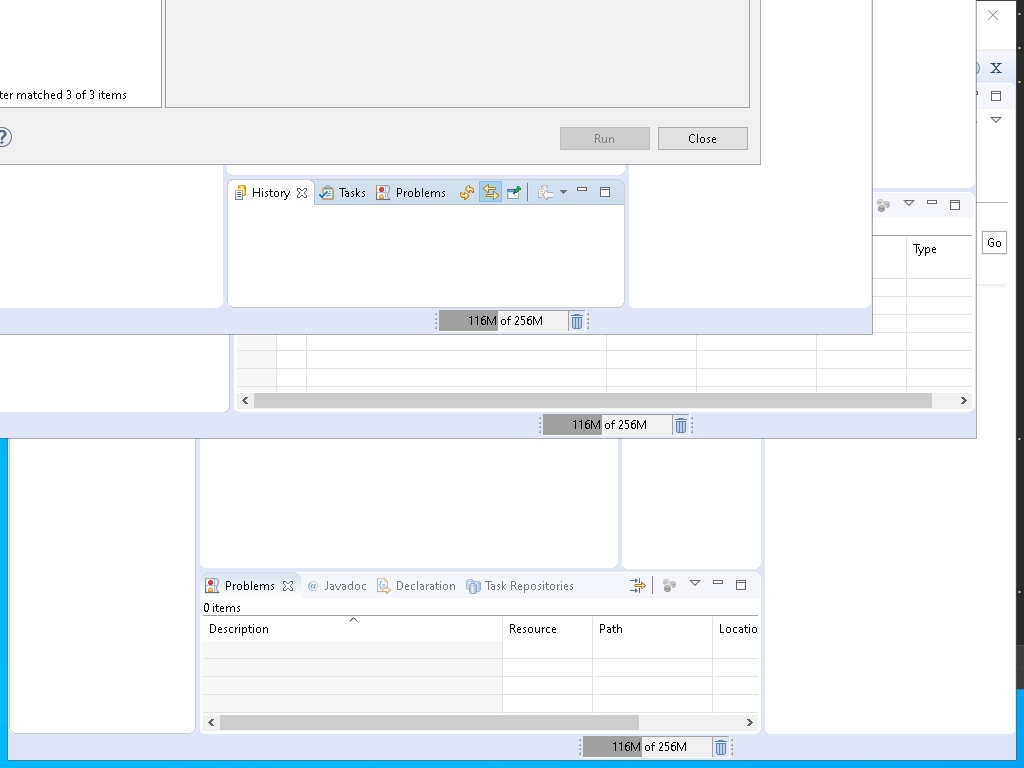 X
ter matched 3 of 3 items
?
Run
Close
History
Tasks
Problems
Go
Type
116M of 256M
116M of 256M
Problems
@ Javadoc
Declaration
Task Repositories
0 items
Description
Resource
Path
Locatio
116M of 256M